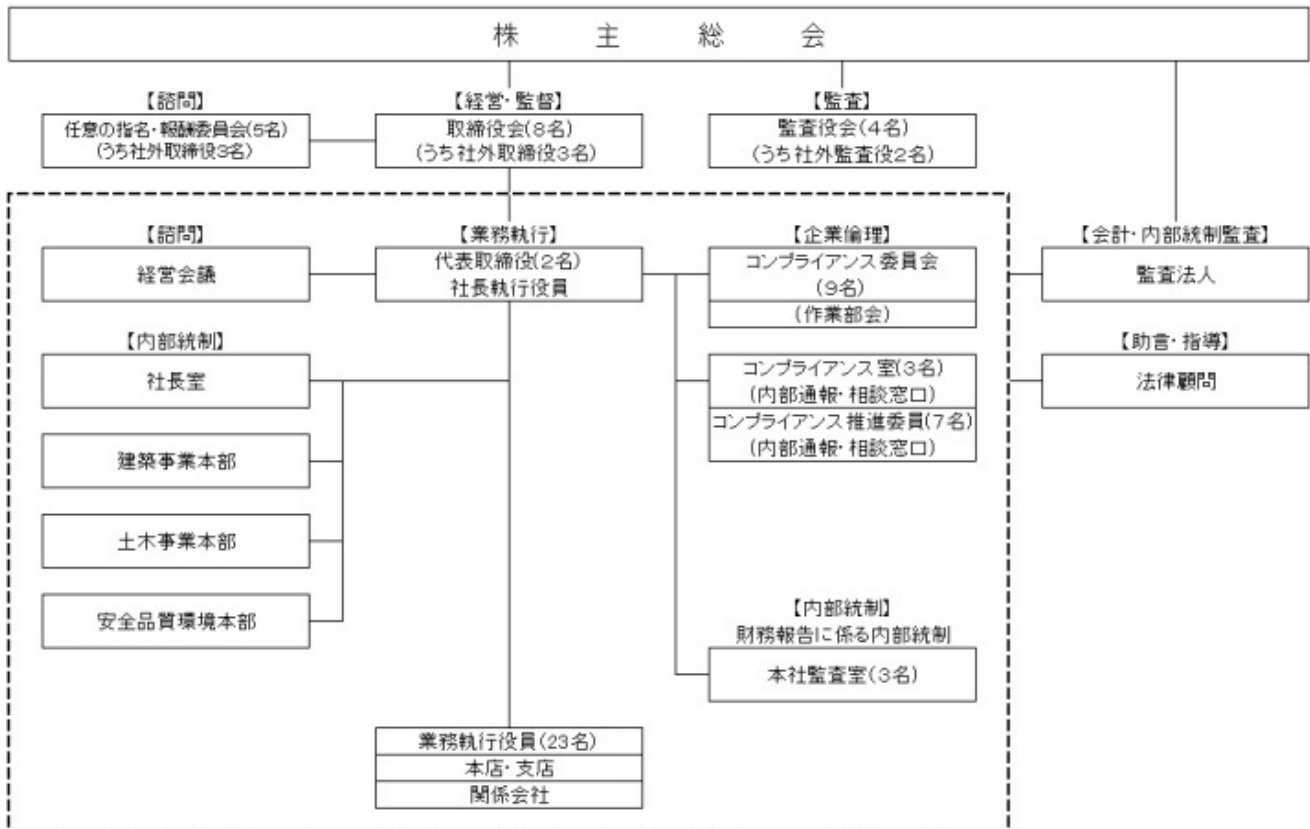 株主総会
【諮問】
任意の指名・報酬委員会(5名)
(うち社外取締役3名)
【経営・監督】
取締役会(8名)
(うち社外取締役3名)
【監査】
監査役会(4名)
(うち社外監査役2名)
【諮問】
経営会議
【業務執行】
代表取締役(2名)
社長執行役員
【企業倫理】
コンプライアンス委員会
(9名)
(作業部会)
【会計・内部統制監査】
監査法人
【内部統制】
社長室
コンプライアンス室(3名)
(内部通報・相談窓口)
コンプライアンス推進委員(7名)
(内部通報・相談窓口)
【助言・指導】
法律顧問
建築事業本部
土木事業本部
安全品質環境本部
【内部統制】
財務報告に係る内部統制
本社監査室(3名)
業務執行役員(23名)
本店・支店
関係会社